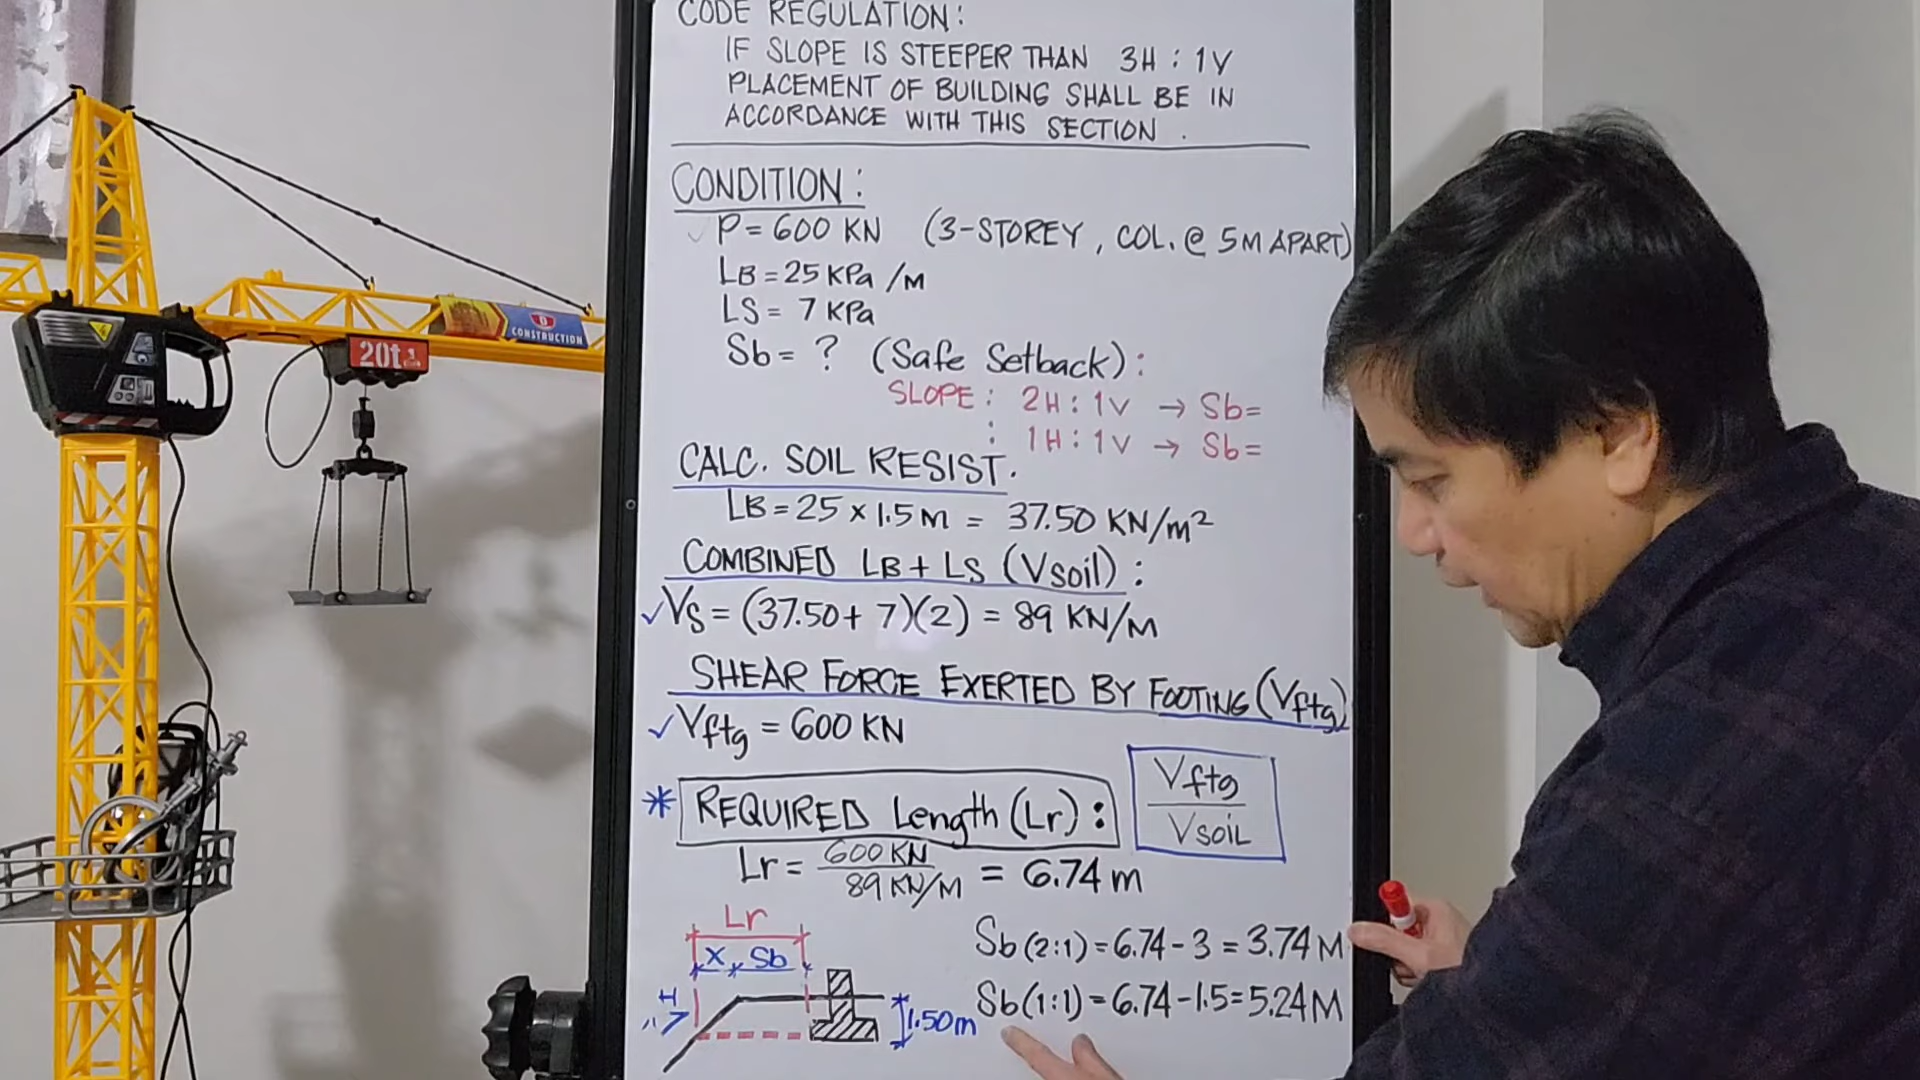 CODE REGULATION:
IF SLOPE IS STEEPER THAN 3H:1V
PLACEMENT OF BUILDING SHALL BE IN
ACCORDANCE WITH THIS SECTION.
CONDITION:
P = 600 KN (3-STOREY, COL. @ 5M APART)
LB = 25 KPa/M
LS = 7 KPa
Sb = ? (Safe Setback):
SLOPE: 2H:1V → Sb=
: 1H:1V → Sb=
CALC. SOIL RESIST.
LB = 25 x 1.5M = 37.50 KN/m²
COMBINED LB + LS (Vsoil):
✓VS = (37.50 + 7)(2) = 89 KN/M
SHEAR FORCE EXERTED BY FOOTING (Vftg)
✓Vftg = 600 KN
* REQUIRED Length (Lr):
Vftg
VSOIL
Lr = 600 KN / 89 KN/M = 6.74 m
Lr
X Sb
H
V
1.50m
Sb(2:1) = 6.74 - 3 = 3.74 M
Sb(1:1) = 6.74 - 1.5 = 5.24 M
CONSTRUCTION
20t